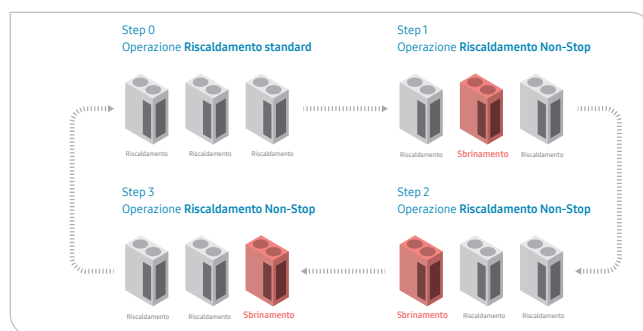 Step 0
Operazione Riscaldamento standard
Riscaldamento
Riscaldamento
Riscaldamento
Step 1
Operazione Riscaldamento Non-Stop
Riscaldamento
Sbrinamento
Riscaldamento
Step 3
Operazione Riscaldamento Non-Stop
Riscaldamento
Riscaldamento
Sbrinamento
Step 2
Operazione Riscaldamento Non-Stop
Sbrinamento
Riscaldamento
Riscaldamento